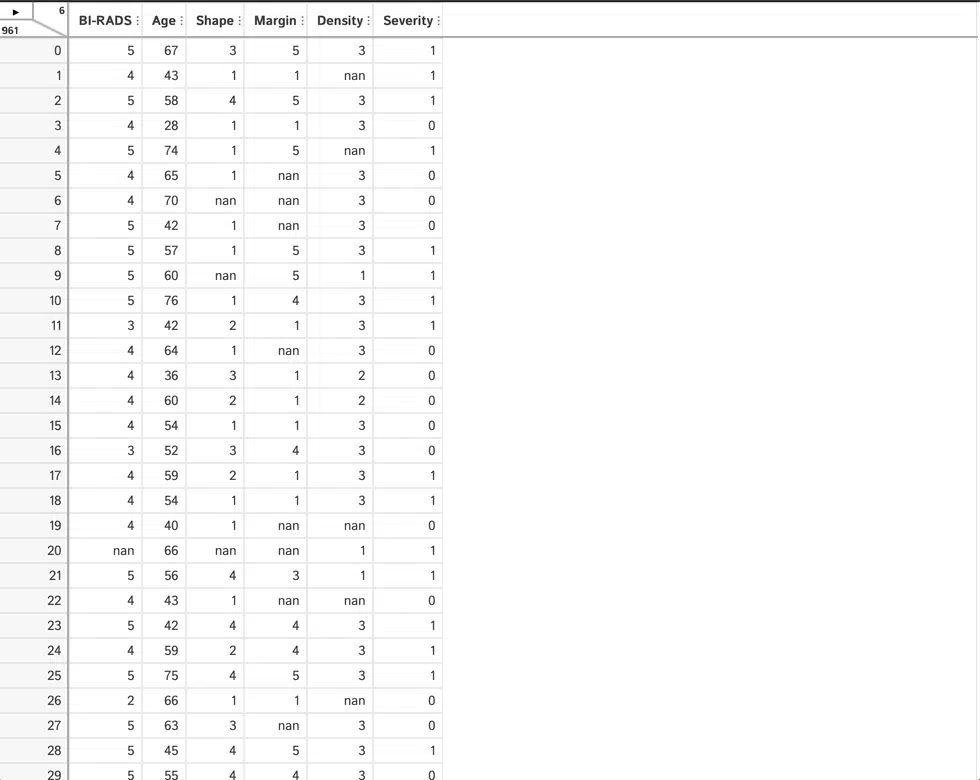 6
961
BI-RADS Age Shape Margin Density Severity
0 5 67 3 5 3 1
1 4 43 1 1 nan 1
2 5 58 4 5 3 1
3 4 28 1 1 3 0
4 5 74 1 5 nan 1
5 4 65 1 nan 3 0
6 4 70 nan nan 3 0
7 5 42 1 nan 3 0
8 5 57 1 5 3 1
9 5 60 nan 5 1 1
10 5 76 1 4 3 1
11 3 42 2 1 3 1
12 4 64 1 nan 3 0
13 4 36 3 1 2 0
14 4 60 2 1 2 0
15 4 54 1 1 3 0
16 3 52 3 4 3 0
17 4 59 2 1 3 1
18 4 54 1 1 3 1
19 4 40 1 nan nan 0
20 nan 66 nan nan 1 1
21 5 56 4 3 1 1
22 4 43 1 nan nan 0
23 5 42 4 4 3 1
24 4 59 2 4 3 1
25 5 75 4 5 3 1
26 2 66 1 1 nan 0
27 5 63 3 nan 3 0
28 5 45 4 5 3 1
29 5 55 4 4 3 0